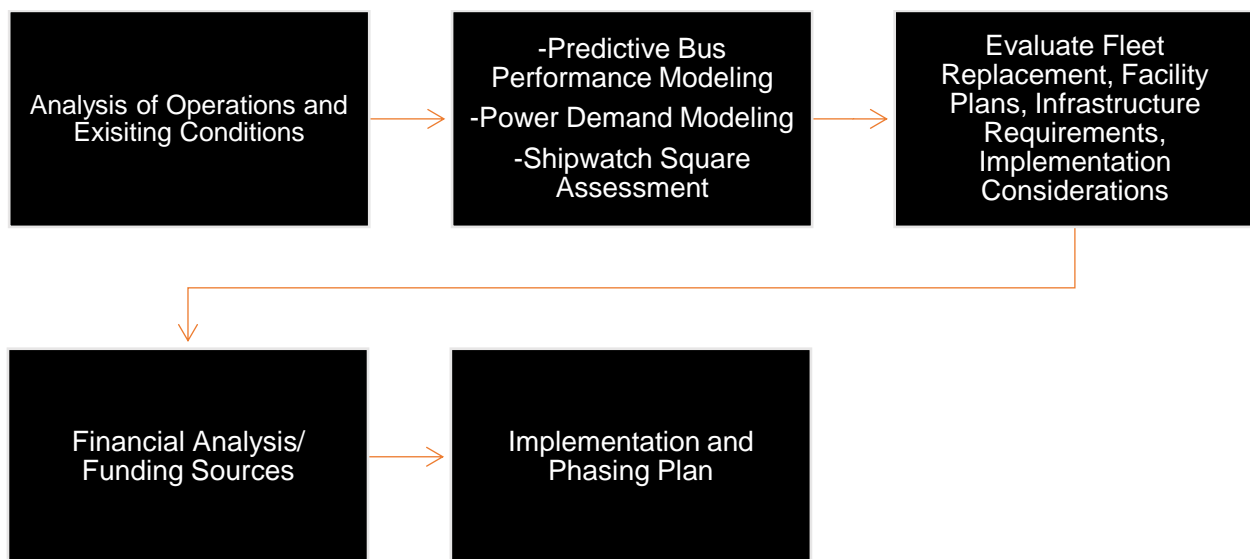 Analysis of Operations and
Exisiting Conditions
-Predictive Bus
Performance Modeling
-Power Demand Modeling
-Shipwatch Square
Assessment
Evaluate Fleet
Replacement, Facility
Plans, Infrastructure
Requirements,
Implementation
Considerations
Financial Analysis/
Funding Sources
Implementation and
Phasing Plan